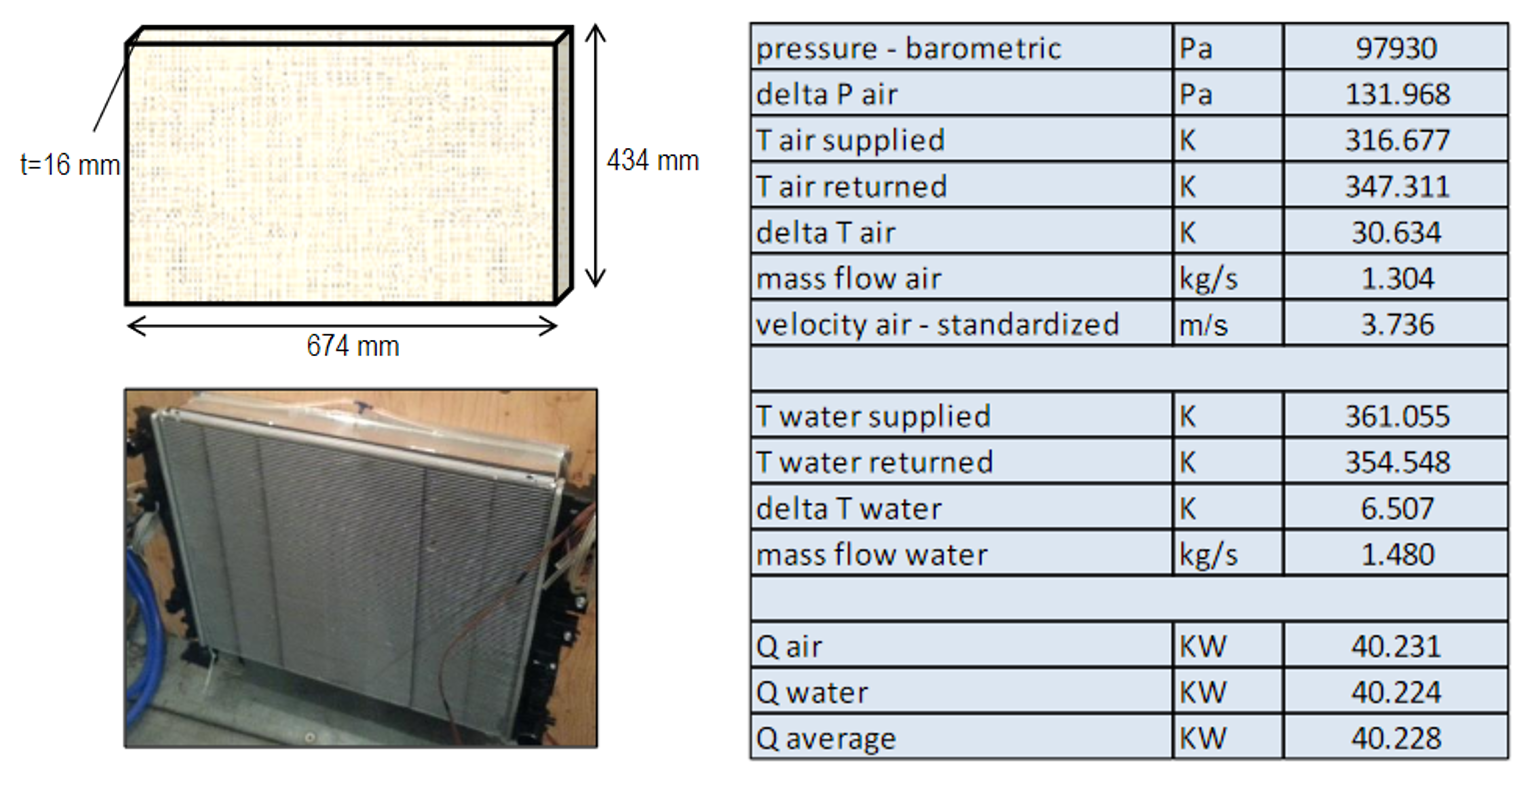 t=16 mm
434 mm
674 mm
pressure - barometric Pa 97930
delta P air Pa 131.968
T air supplied K 316.677
T air returned K 347.311
delta T air K 30.634
mass flow air kg/s 1.304
velocity air - standardized m/s 3.736
T water supplied K 361.055
T water returned K 354.548
delta T water K 6.507
mass flow water kg/s 1.480
Q air KW 40.231
Q water KW 40.224
Q average KW 40.228